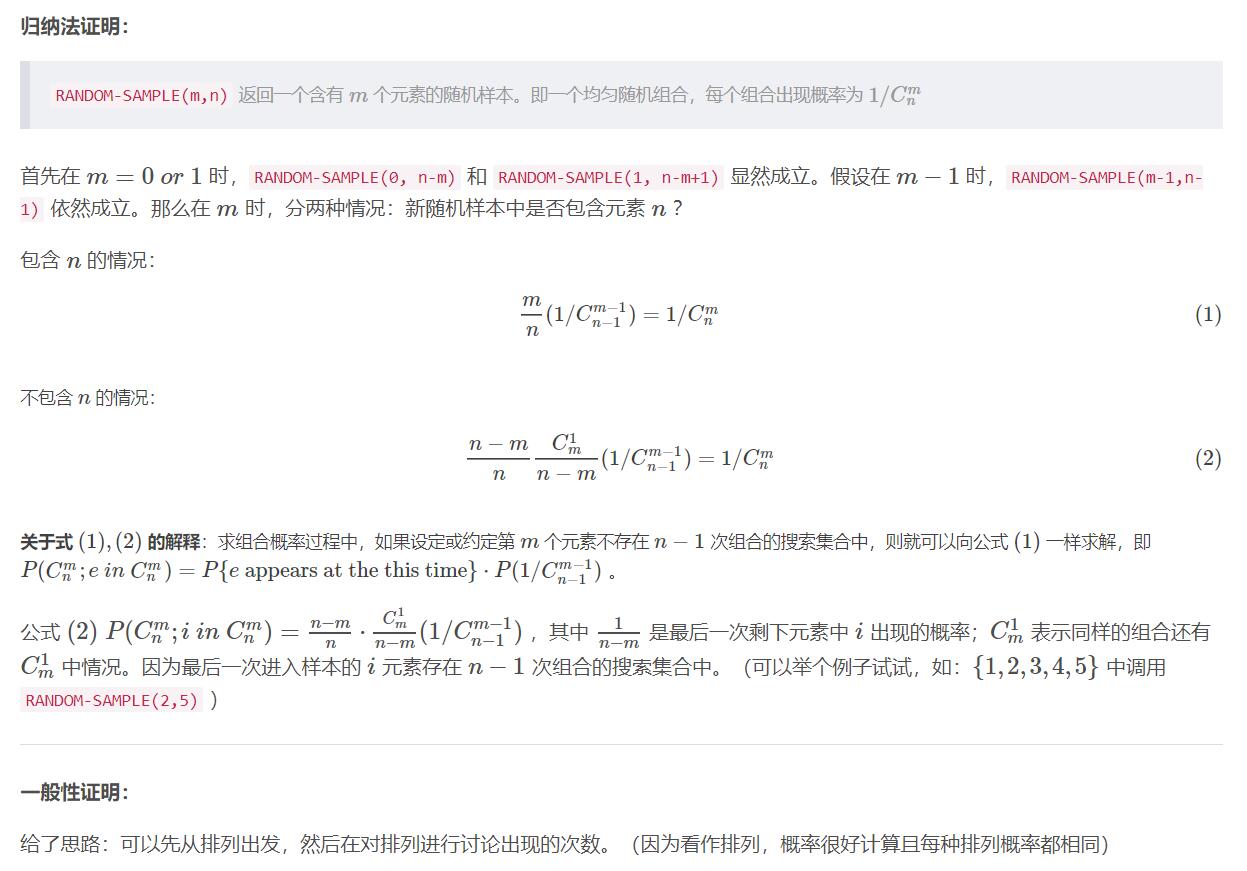 归纳法证明：
RANDOM-SAMPLE(m,n) 返回一个含有 $m$ 个元素的随机样本。即一个均匀随机组合，每个组合出现概率为 $1/C_n^m$
首先在 $m = 0 \ or \ 1$ 时， RANDOM-SAMPLE(0, n-m) 和 RANDOM-SAMPLE(1, n-m+1) 显然成立。假设在 $m-1$ 时， RANDOM-SAMPLE(m-1,n-
1) 依然成立。那么在 $m$ 时，分两种情况：新随机样本中是否包含元素 $n$ ？
包含 $n$ 的情况：
$\frac{m}{n}(1/C_{n-1}^{m-1}) = 1/C_n^m$ (1)
不包含 $n$ 的情况：
$\frac{n-m}{n}\frac{C_m^1}{n-m}(1/C_{n-1}^{m-1}) = 1/C_n^m$ (2)
关于式 $(1),(2)$ 的解释：求组合概率过程中，如果设定或约定第 $m$ 个元素不存在 $n-1$ 次组合的搜索集合中，则就可以向公式 $(1)$ 一样求解，即
$P(C_n^m; e \ in \ C_n^m) = P\{e \text{ appears at the this time}\} \cdot P(1/C_{n-1}^{m-1})$ 。
公式 $(2)$ $P(C_n^m; i \ in \ C_n^m) = \frac{n-m}{n} \cdot \frac{C_m^1}{n-m}(1/C_{n-1}^{m-1})$ ，其中 $\frac{1}{n-m}$ 是最后一次剩下元素中 $i$ 出现的概率；$C_m^1$ 表示同样的组合还有
$C_m^1$ 中情况。因为最后一次进入样本的 $i$ 元素存在 $n-1$ 次组合的搜索集合中。（可以举个例子试试，如：$\{1,2,3,4,5\}$ 中调用
RANDOM-SAMPLE(2,5) ）
一般性证明：
给了思路：可以先从排列出发，然后在对排列进行讨论出现的次数。（因为看作排列，概率很好计算且每种排列概率都相同）